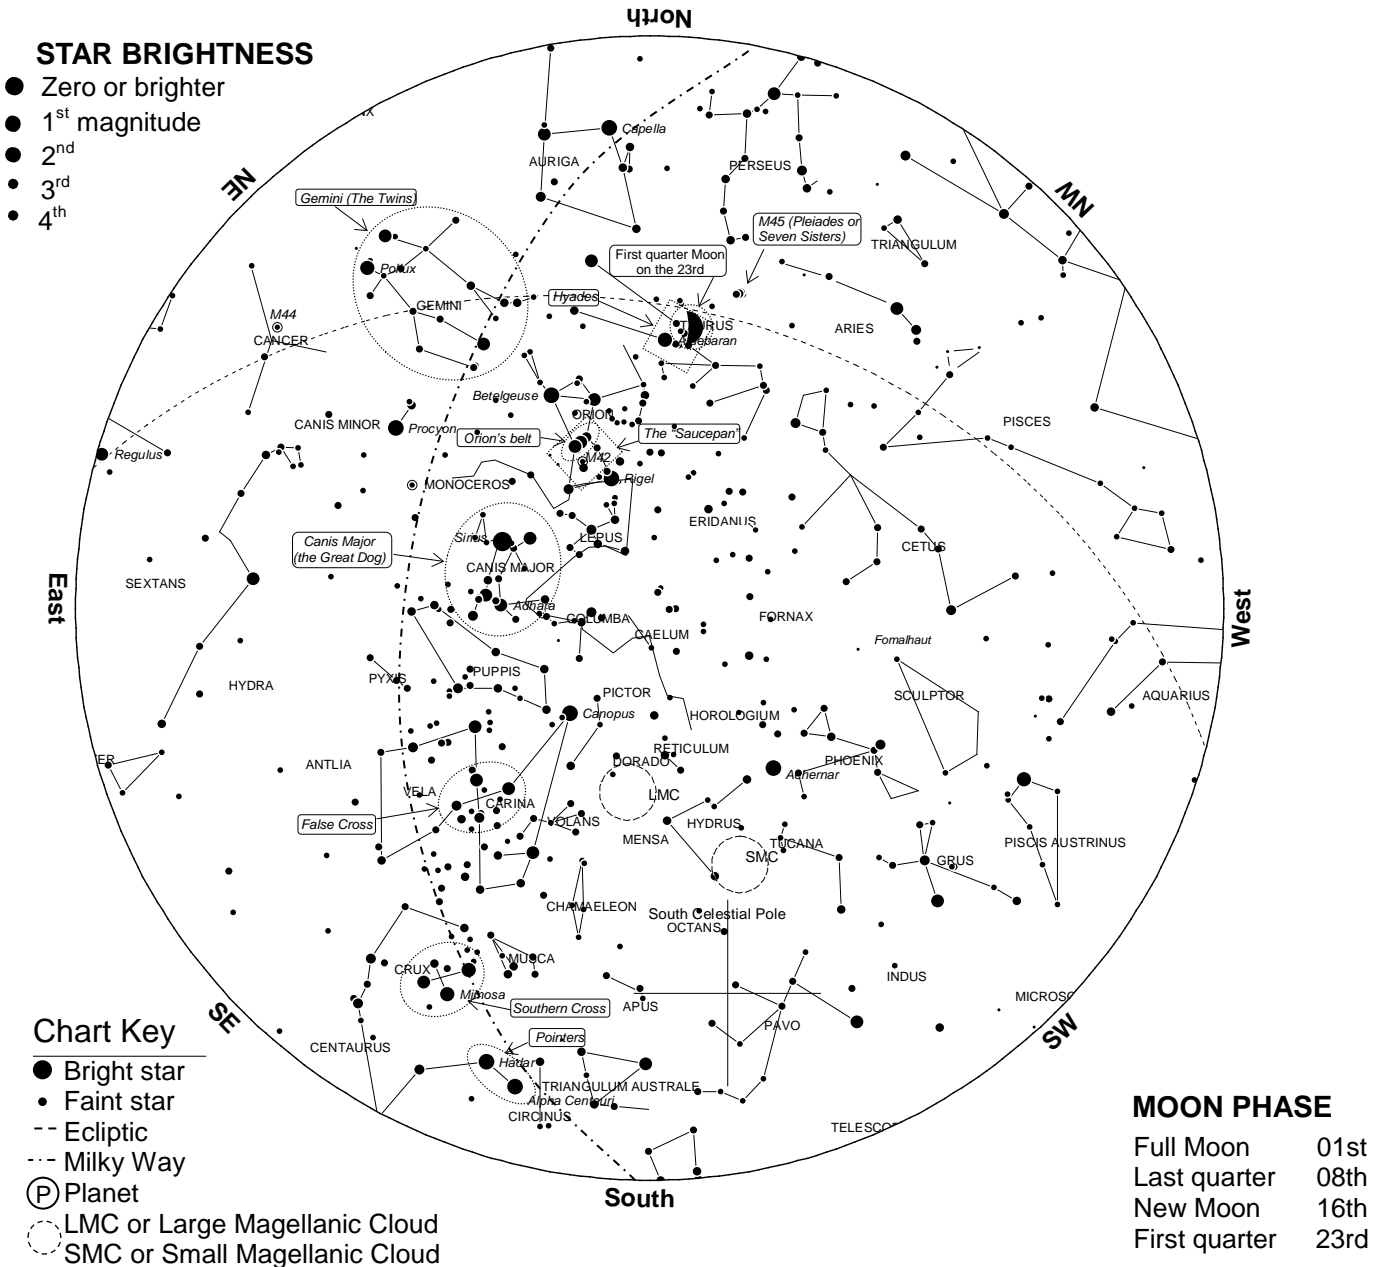 North
STAR BRIGHTNESS
Zero or brighter
1st magnitude
2nd
3rd
4th
NE
NW
Capella
AURIGA
PERSEUS
Gemini (The Twins)
M45 (Pleiades or
Seven Sisters)
TRIANGULUM
First quarter Moon
on the 23rd
Pollux
Hyades
GEMINI
M44
CANCER
TAURUS
Aldebaran
ARIES
Betelgeuse
ORION
CANIS MINOR
Procyon
Orion's belt
The "Saucepan"
PISCES
Regulus
M42
Rigel
MONOCEROS
ERIDANUS
Canis Major
(the Great Dog)
Sirius
LEPUS
CETUS
CANIS MAJOR
SEXTANS
East
West
Adhara
COLUMBA
FORNAX
CAELUM
Fomalhaut
HYDRA
PYXIS
PUPPIS
PICTOR
SCULPTOR
AQUARIUS
Canopus
HOROLOGIUM
RETICULUM
ANTLIA
DORADO
PHOENIX
ER
Achernar
VELA
CARINA
LMC
False Cross
VOLANS
HYDRUS
MENSA
TUCANA
PISCIS AUSTRINUS
SMC
GRUS
CHAMAELEON
South Celestial Pole
OCTANS
MUSCA
CRUX
INDUS
Mimosa
Southern Cross
APUS
MICROSC
SE
SW
PAVO
Chart Key
Pointers
CENTAURUS
Hadar
Bright star
TRIANGULUM AUSTRALE
Faint star
Alpha Centauri
CIRCINUS
TELESCOP
Ecliptic
Milky Way
P Planet
South
LMC or Large Magellanic Cloud
SMC or Small Magellanic Cloud
MOON PHASE
Full Moon 01st
Last quarter 08th
New Moon 16th
First quarter 23rd